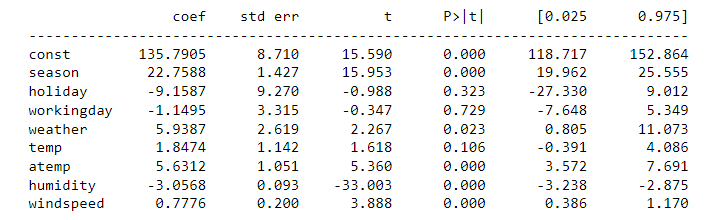 coef std err t P>|t| [0.025 0.975]
------------------------------------------------------------------------------
const 135.7905 8.710 15.590 0.000 118.717 152.864
season 22.7588 1.427 15.953 0.000 19.962 25.555
holiday -9.1587 9.270 -0.988 0.323 -27.330 9.012
workingday -1.1495 3.315 -0.347 0.729 -7.648 5.349
weather 5.9387 2.619 2.267 0.023 0.805 11.073
temp 1.8474 1.142 1.618 0.106 -0.391 4.086
atemp 5.6312 1.051 5.360 0.000 3.572 7.691
humidity -3.0568 0.093 -33.003 0.000 -3.238 -2.875
windspeed 0.7776 0.200 3.888 0.000 0.386 1.170